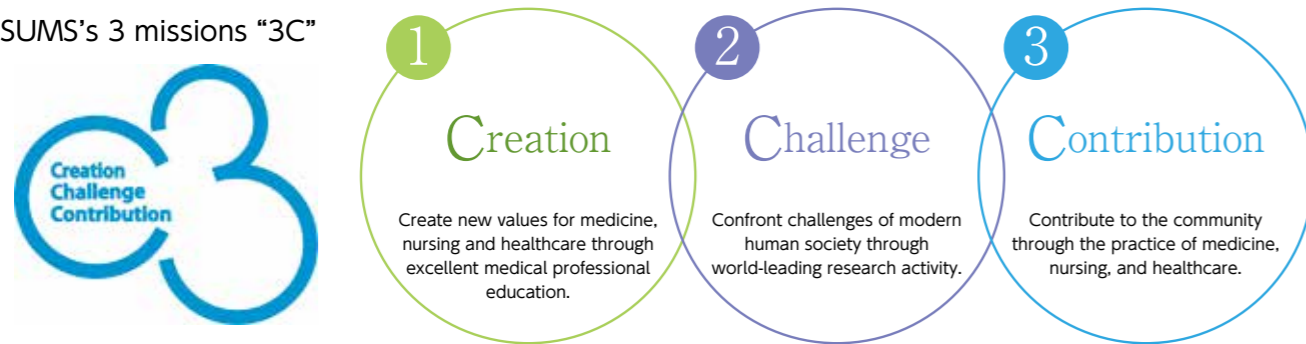 SUMS’s 3 missions “3C”
C3
Creation
Challenge
Contribution
1
Creation
Create new values for medicine,
nursing and healthcare through
excellent medical professional
education.
2
Challenge
Confront challenges of modern
human society through
world-leading research activity.
3
Contribution
Contribute to the community
through the practice of medicine,
nursing, and healthcare.